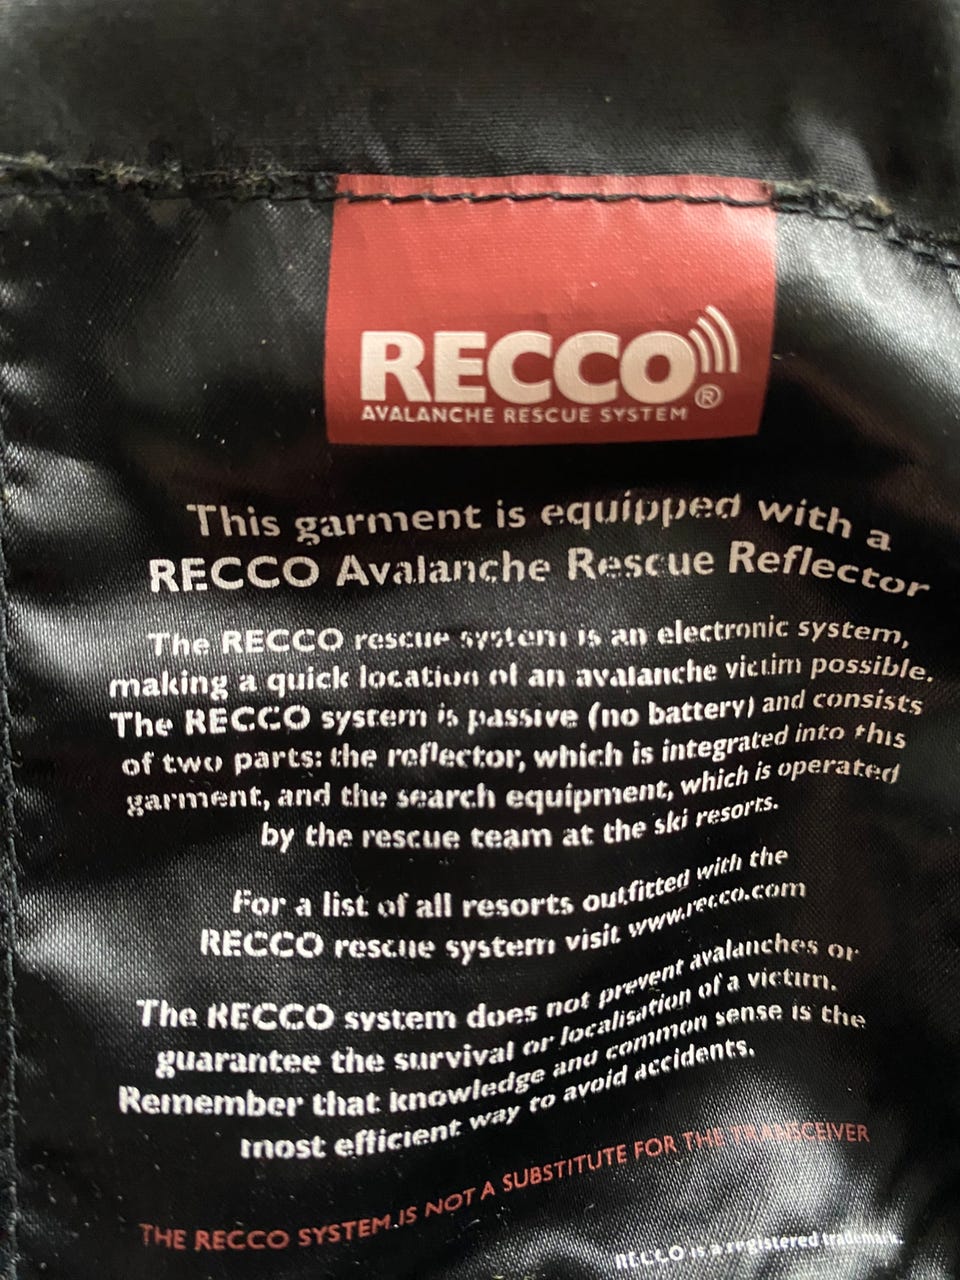 RECCO®
AVALANCHE RESCUE SYSTEM
This garment is equipped with a
RECCO Avalanche Rescue Reflector
The RECCO rescue system is an electronic system,
making a quick location of an avalanche victim possible.
The RECCO system is passive (no battery) and consists
of two parts: the reflector, which is integrated into this
garment, and the search equipment, which is operated
by the rescue team at the ski resorts.
For a list of all resorts outfitted with the
RECCO rescue system visit www.recco.com
The RECCO system does not prevent avalanches or
guarantee the survival or localisation of a victim.
Remember that knowledge and common sense is the
most efficient way to avoid accidents.
THE RECCO SYSTEM IS NOT A SUBSTITUTE FOR THE TRANSCEIVER
RECCO is a registered trademark.